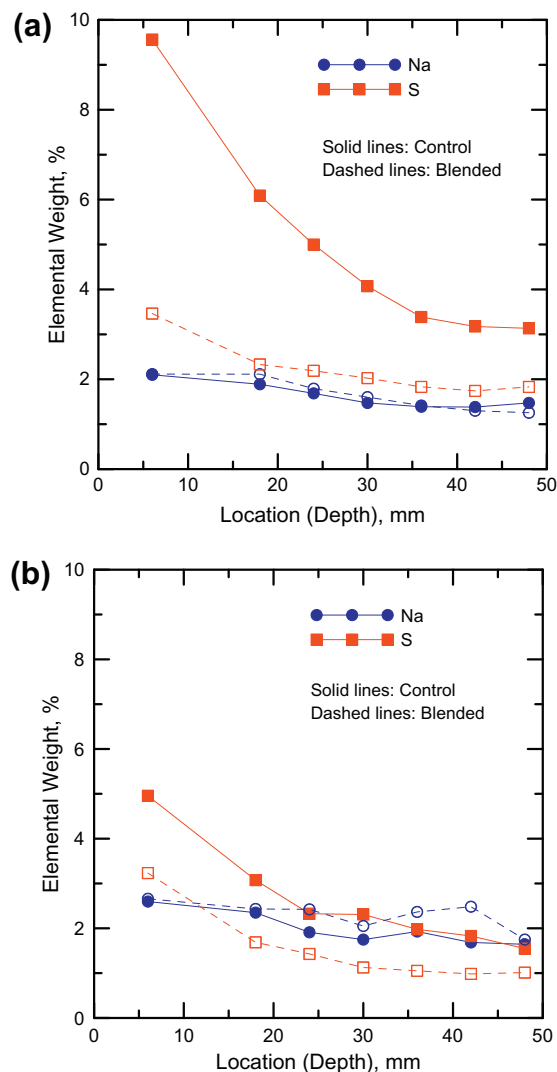 (a)
10
8
6
4
2
0
Elemental Weight, %
Na
S
Solid lines: Control
Dashed lines: Blended
0 10 20 30 40 50
Location (Depth), mm
(b)
10
8
6
4
2
0
Elemental Weight, %
Na
S
Solid lines: Control
Dashed lines: Blended
0 10 20 30 40 50
Location (Depth), mm